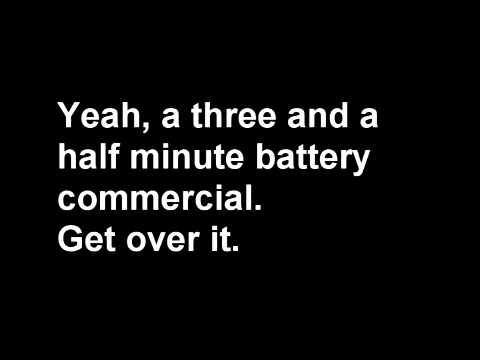 Yeah, a three and a
half minute battery
commercial.
Get over it.